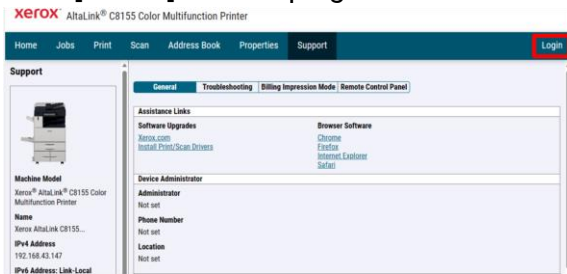 xerox™ AltaLink® C8155 Color Multifunction Printer
Home Jobs Print Scan Address Book Properties Support Login
Support
General Troubleshooting Billing Impression Mode Remote Control Panel
Assistance Links
Software Upgrades Browser Software
Xerox.com Chrome
Install Print/Scan Drivers Firefox
Internet Explorer
Safari
Machine Model
Xerox® AltaLink® C8155 Color
Multifunction Printer
Name
Xerox AltaLink C8155...
IPv4 Address
192.168.43.147
IPv6 Address: Link-Local
Device Administrator
Administrator
Not set
Phone Number
Not set
Location
Not set